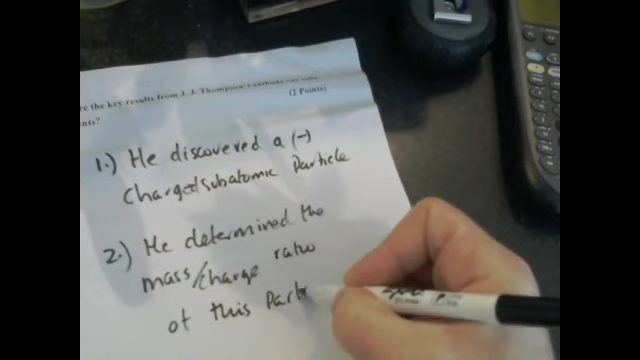 re the key results from J. J. Thompson's cathode ray tube
nts?
(2 Points)
1.) He discovered a (-)
Charged subatomic Particle
2.) He determined the
mass/charge ratio
of this Part